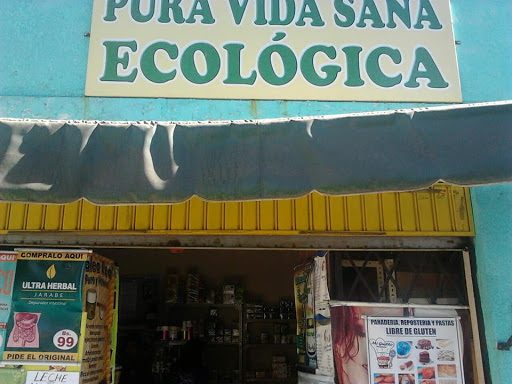 PURA VIDA SANA
ECOLÓGICA
COMPRALO AQUI
ULTRA HERBAL
JARABE
Bs.
99
PIDE EL ORIGINAL
LECHE
PANADERIA, REPOSTERIA Y PASTAS
LIBRE DE GLUTEN